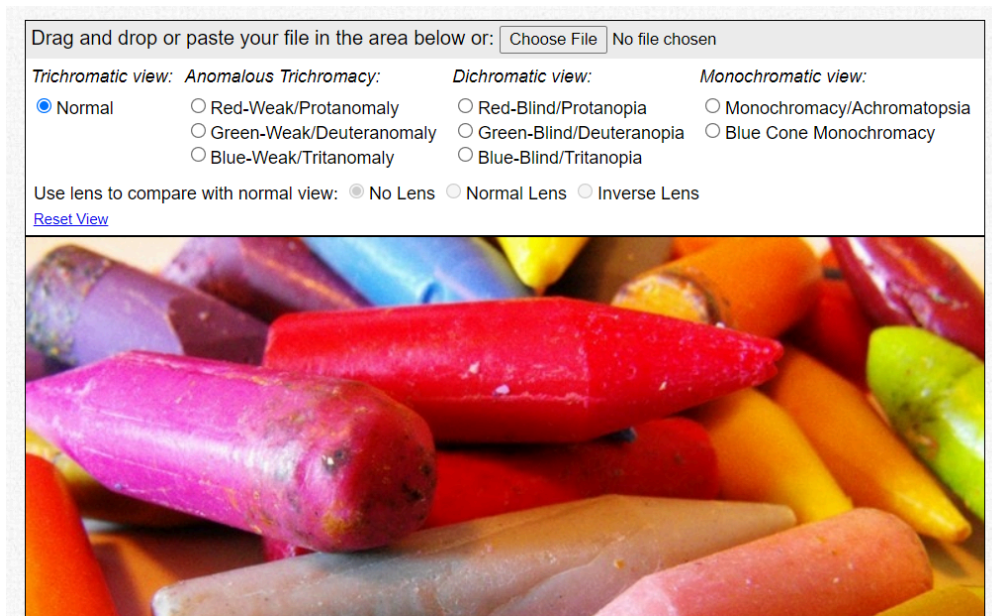 Drag and drop or paste your file in the area below or: Choose File No file chosen
Trichromatic view: Anomalous Trichromacy: Dichromatic view: Monochromatic view:
Normal Red-Weak/Protanomaly Red-Blind/Protanopia Monochromacy/Achromatopsia
Green-Weak/Deuteranomaly Green-Blind/Deuteranopia Blue Cone Monochromacy
Blue-Weak/Tritanomaly Blue-Blind/Tritanopia
Use lens to compare with normal view: No Lens Normal Lens Inverse Lens
Reset View